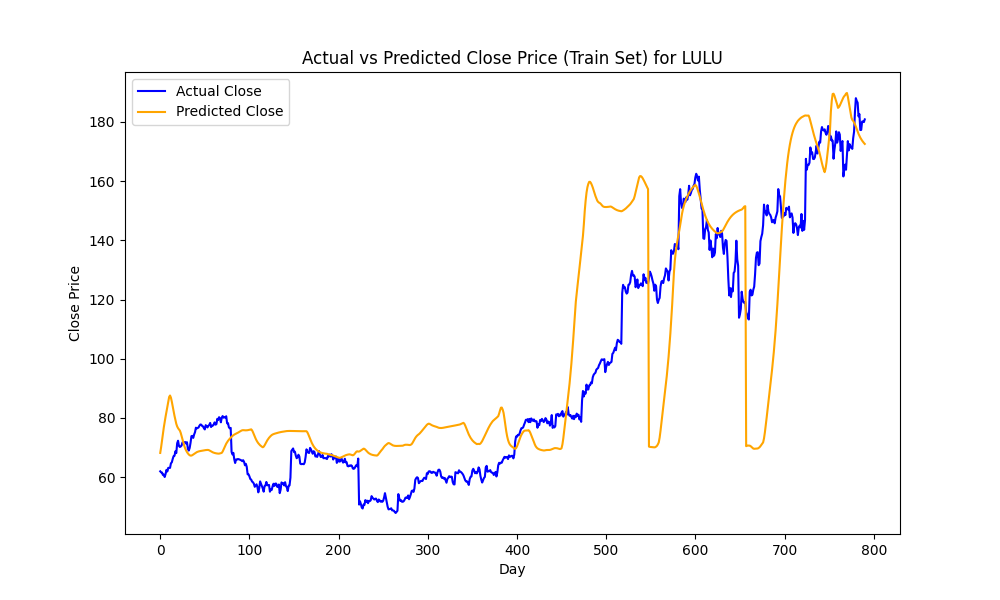 Actual vs Predicted Close Price (Train Set) for LULU
Actual Close
Predicted Close
180
160
140
120
100
80
60
Close Price
0 100 200 300 400 500 600 700 800
Day